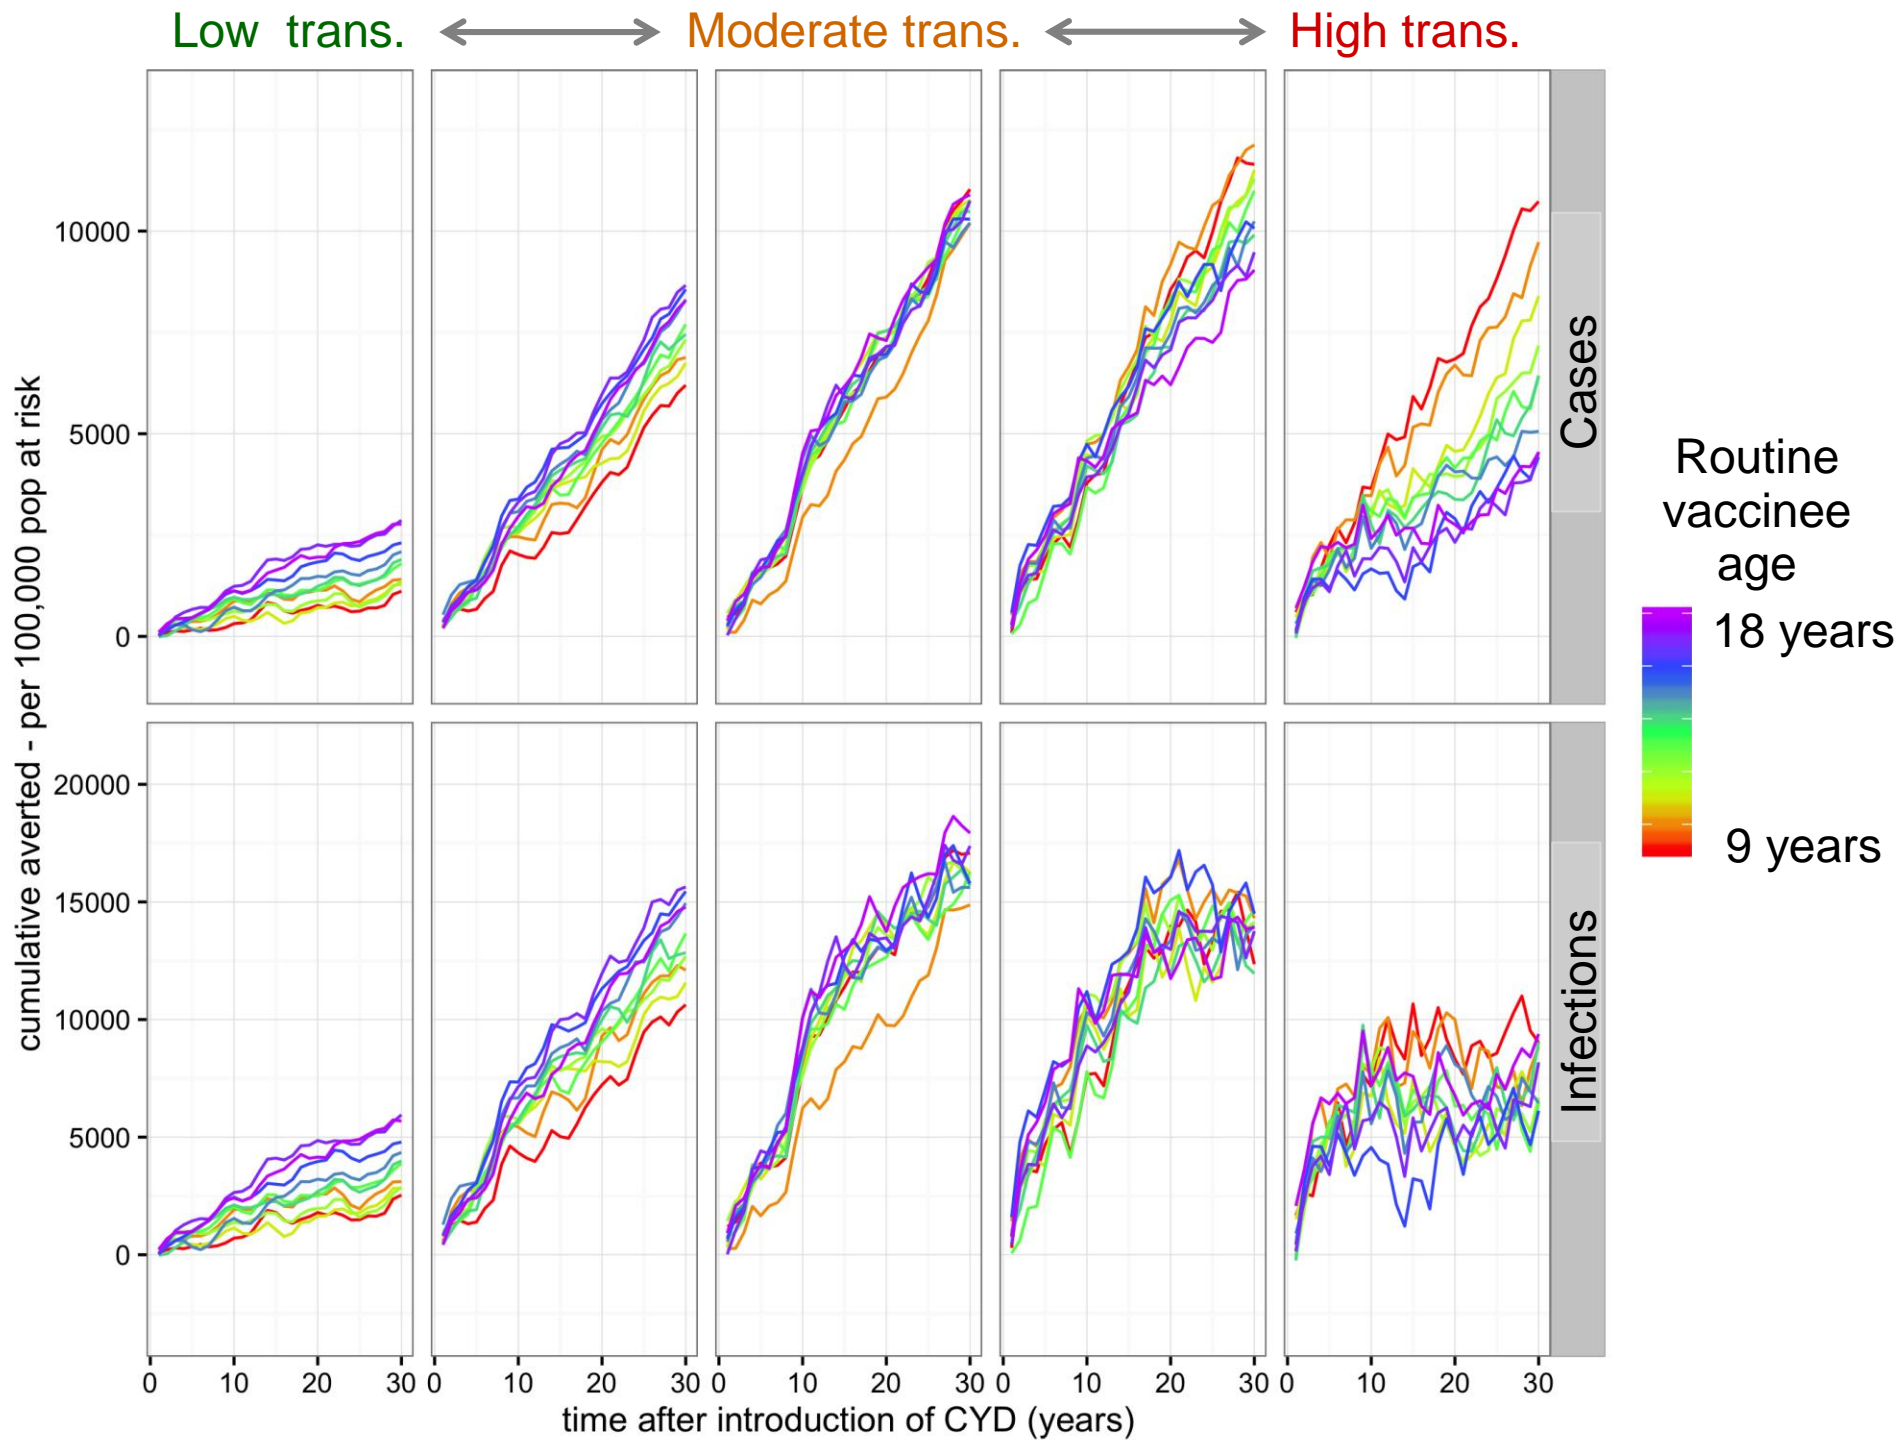 Low trans. Moderate trans. High trans.
cumulative averted - per 100,000 pop at risk
10000
5000
0
Cases
20000
15000
10000
5000
0
Infections
0 10 20 30 0 10 20 30 0 10 20 30 0 10 20 30 0 10 20 30
time after introduction of CYD (years)
Routine
vaccinee
age
18 years
9 years